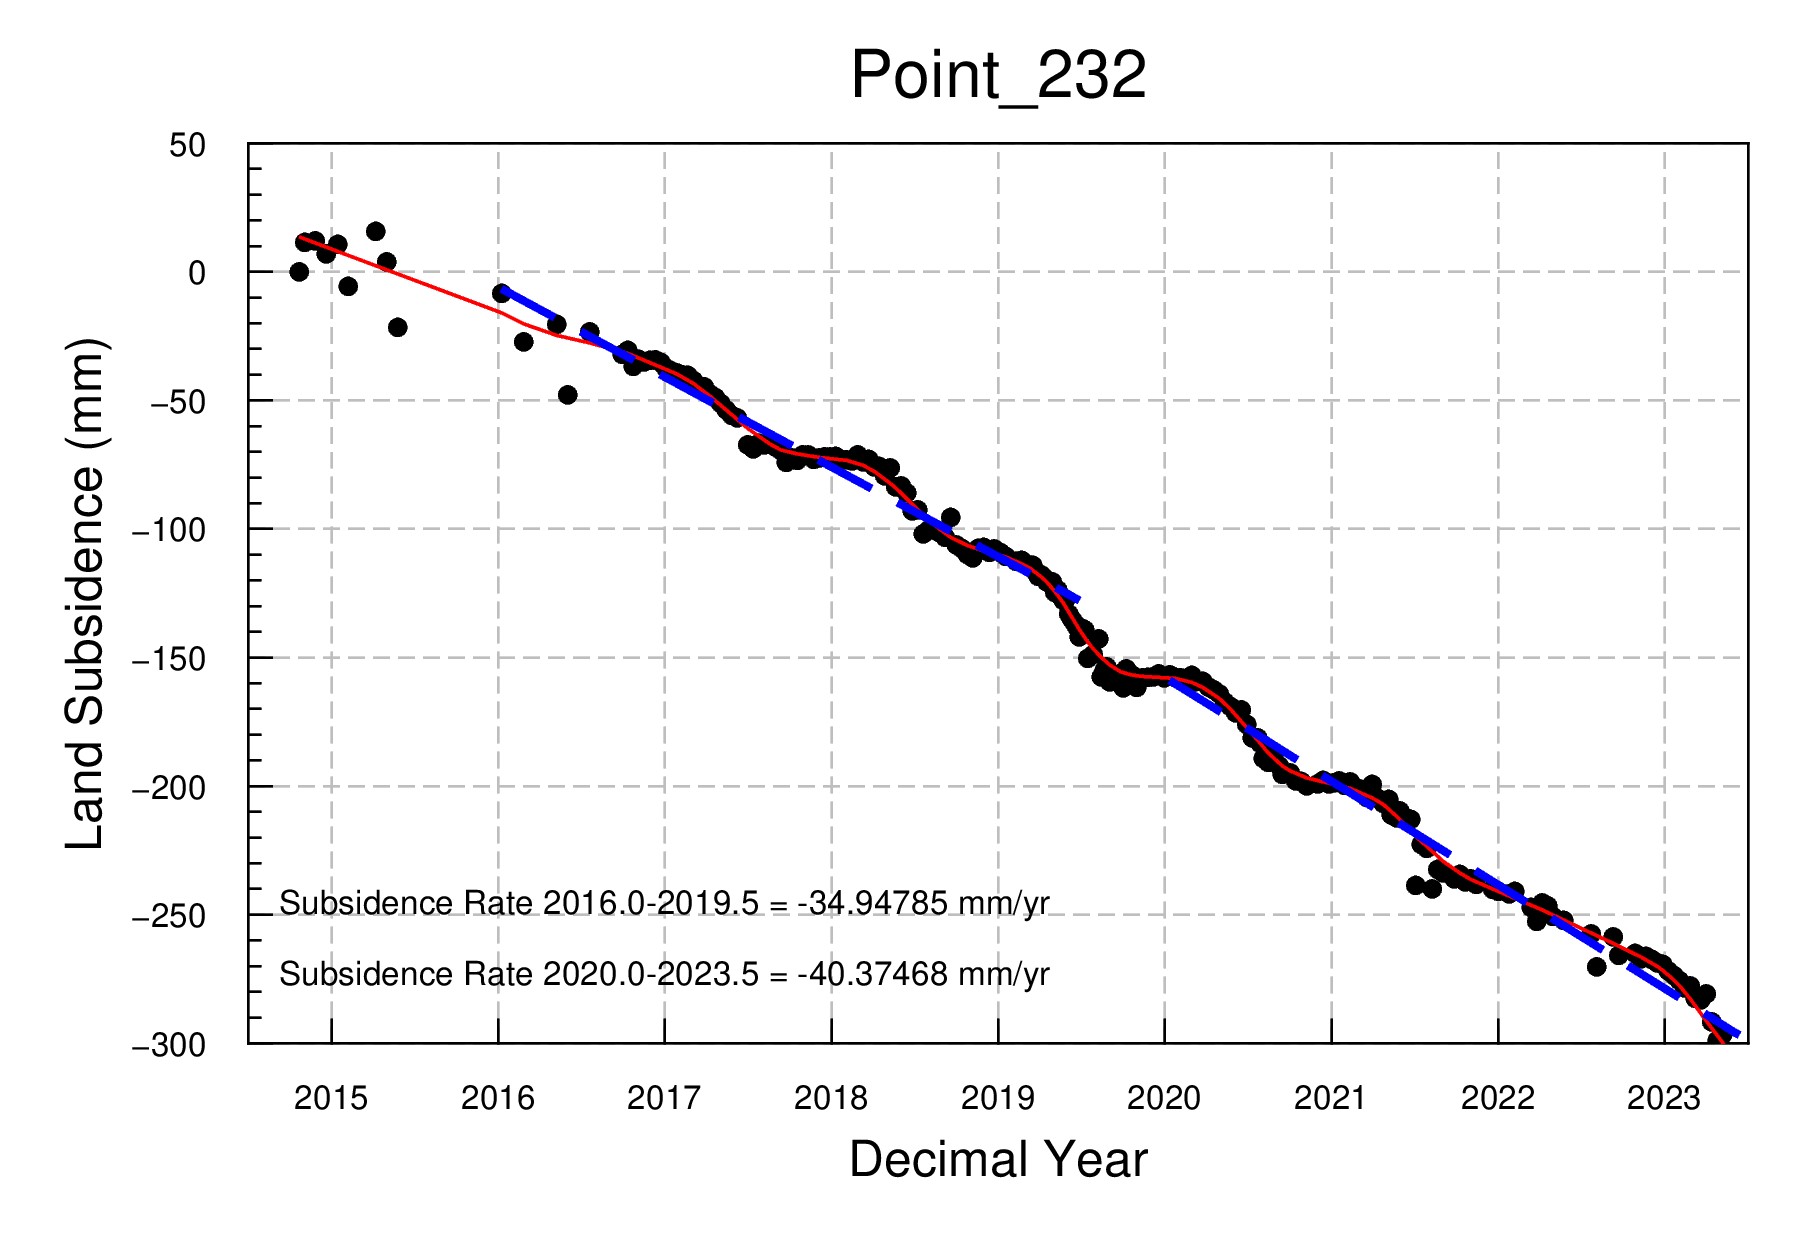 Point_232
50
0
−50
−100
−150
−200
−250
−300
Land Subsidence (mm)
Subsidence Rate 2016.0-2019.5 = -34.94785 mm/yr
Subsidence Rate 2020.0-2023.5 = -40.37468 mm/yr
2015 2016 2017 2018 2019 2020 2021 2022 2023
Decimal Year